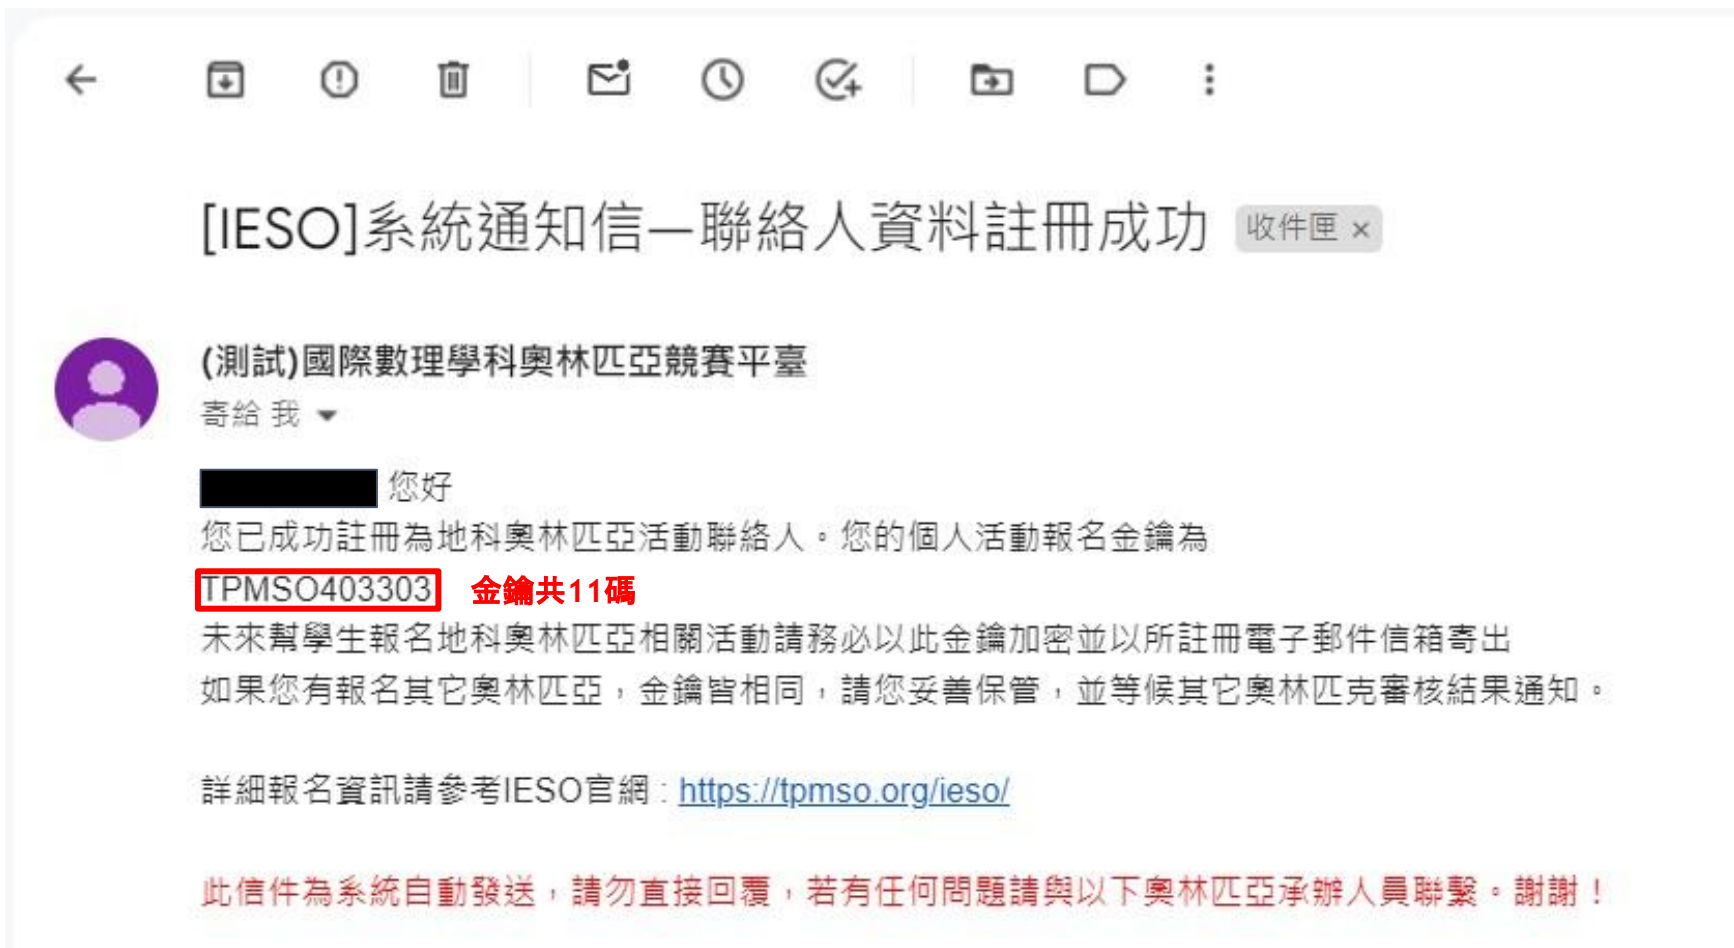 [IESO]系統通知信—聯絡人資料註冊成功 收件匣 ×
(測試)國際數理學科奧林匹亞競賽平臺
寄給 我
您好
您已成功註冊為地科奧林匹亞活動聯絡人。您的個人活動報名金鑰為
TPMSO403303 金鑰共11碼
未來幫學生報名地科奧林匹亞相關活動請務必以此金鑰加密並以所註冊電子郵件信箱寄出
如果您有報名其它奧林匹亞，金鑰皆相同，請您妥善保管，並等候其它奧林匹克審核結果通知。
詳細報名資訊請參考IESO官網 : https://tpmso.org/ieso/
此信件為系統自動發送，請勿直接回覆，若有任何問題請與以下奧林匹亞承辦人員聯繫。謝謝！